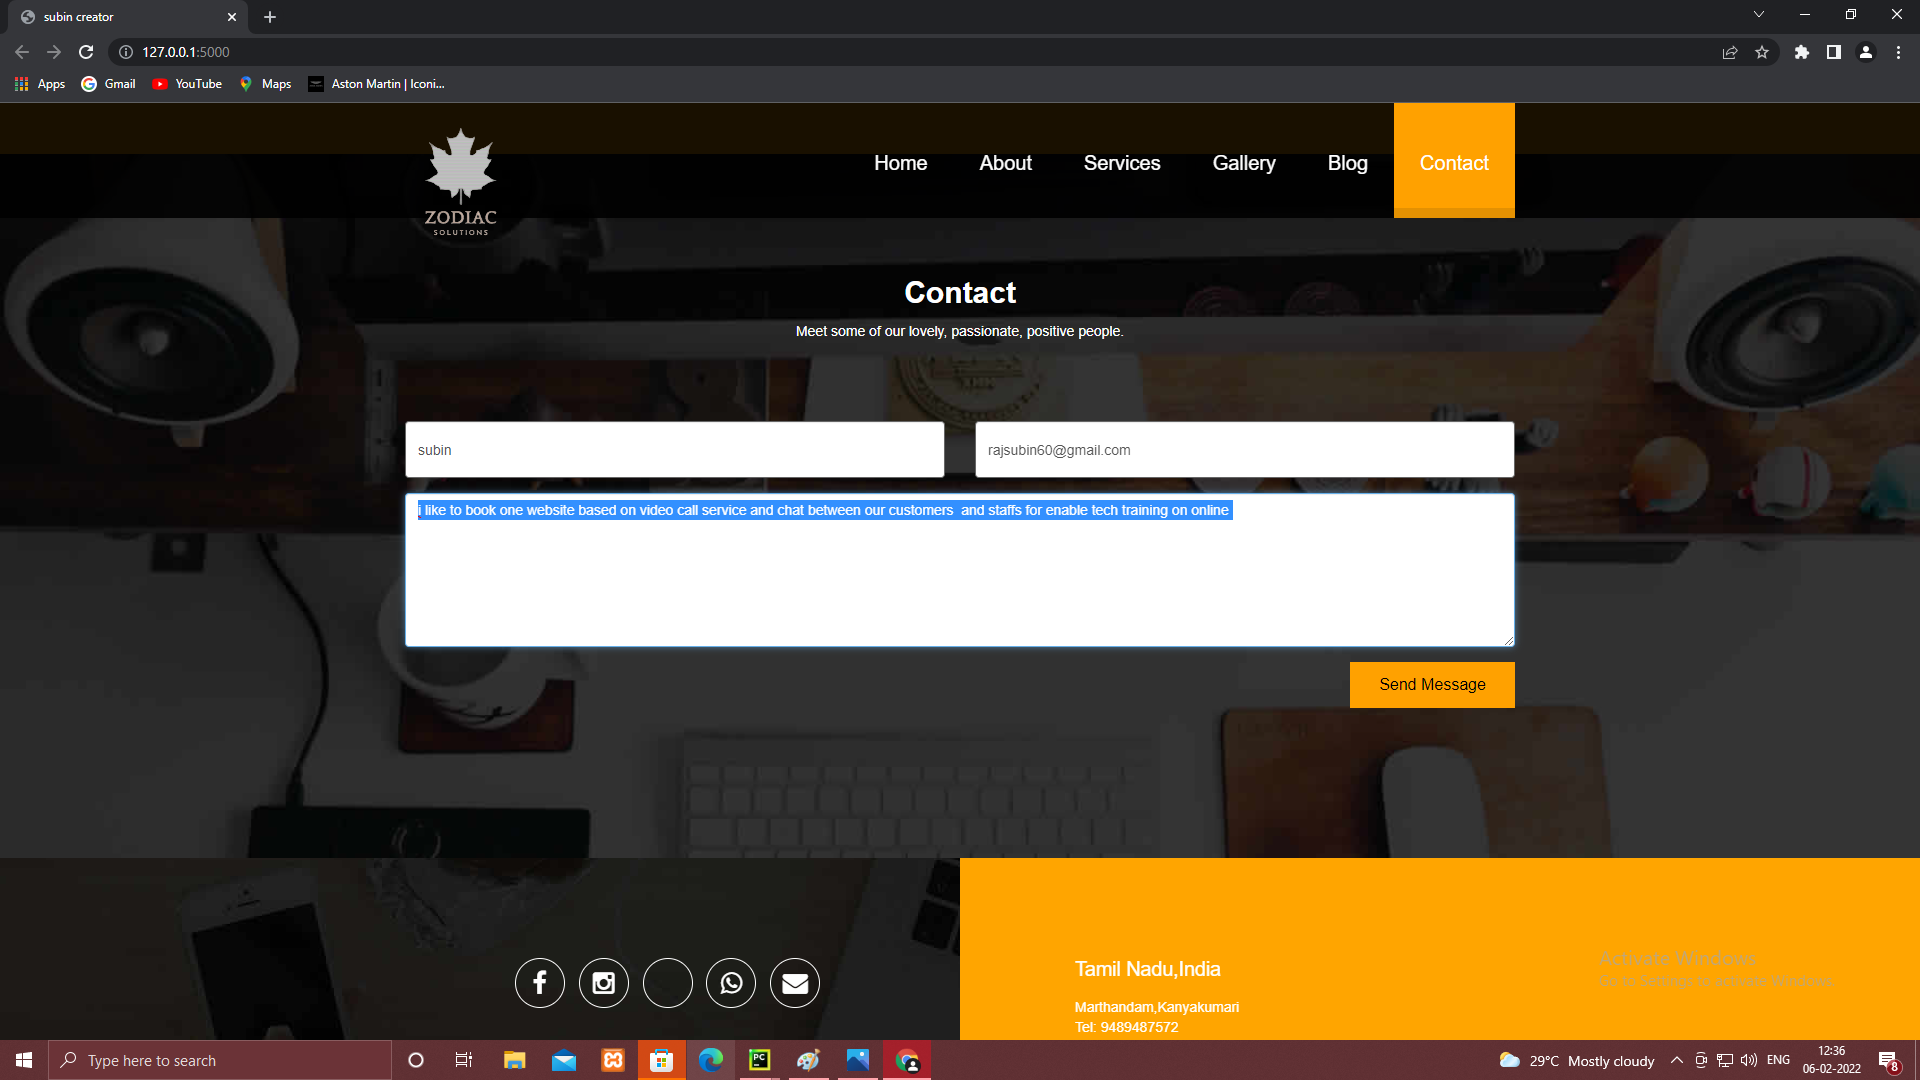 subin creator
127.0.0.1:5000
Apps Gmail YouTube Maps Aston Martin | Iconi...
ZODIAC
SOLUTIONS
Home About Services Gallery Blog Contact
Contact
Meet some of our lovely, passionate, positive people.
subin rajsubin60@gmail.com
i like to book one website based on video call service and chat between our customers  and staffs for enable tech training on online
Send Message
Tamil Nadu,India
Marthandam,Kanyakumari
Tel: 9489487572
Activate Windows
Go to Settings to activate Windows.
Type here to search
PC
29°C Mostly cloudy
ENG
12:36
06-02-2022
8